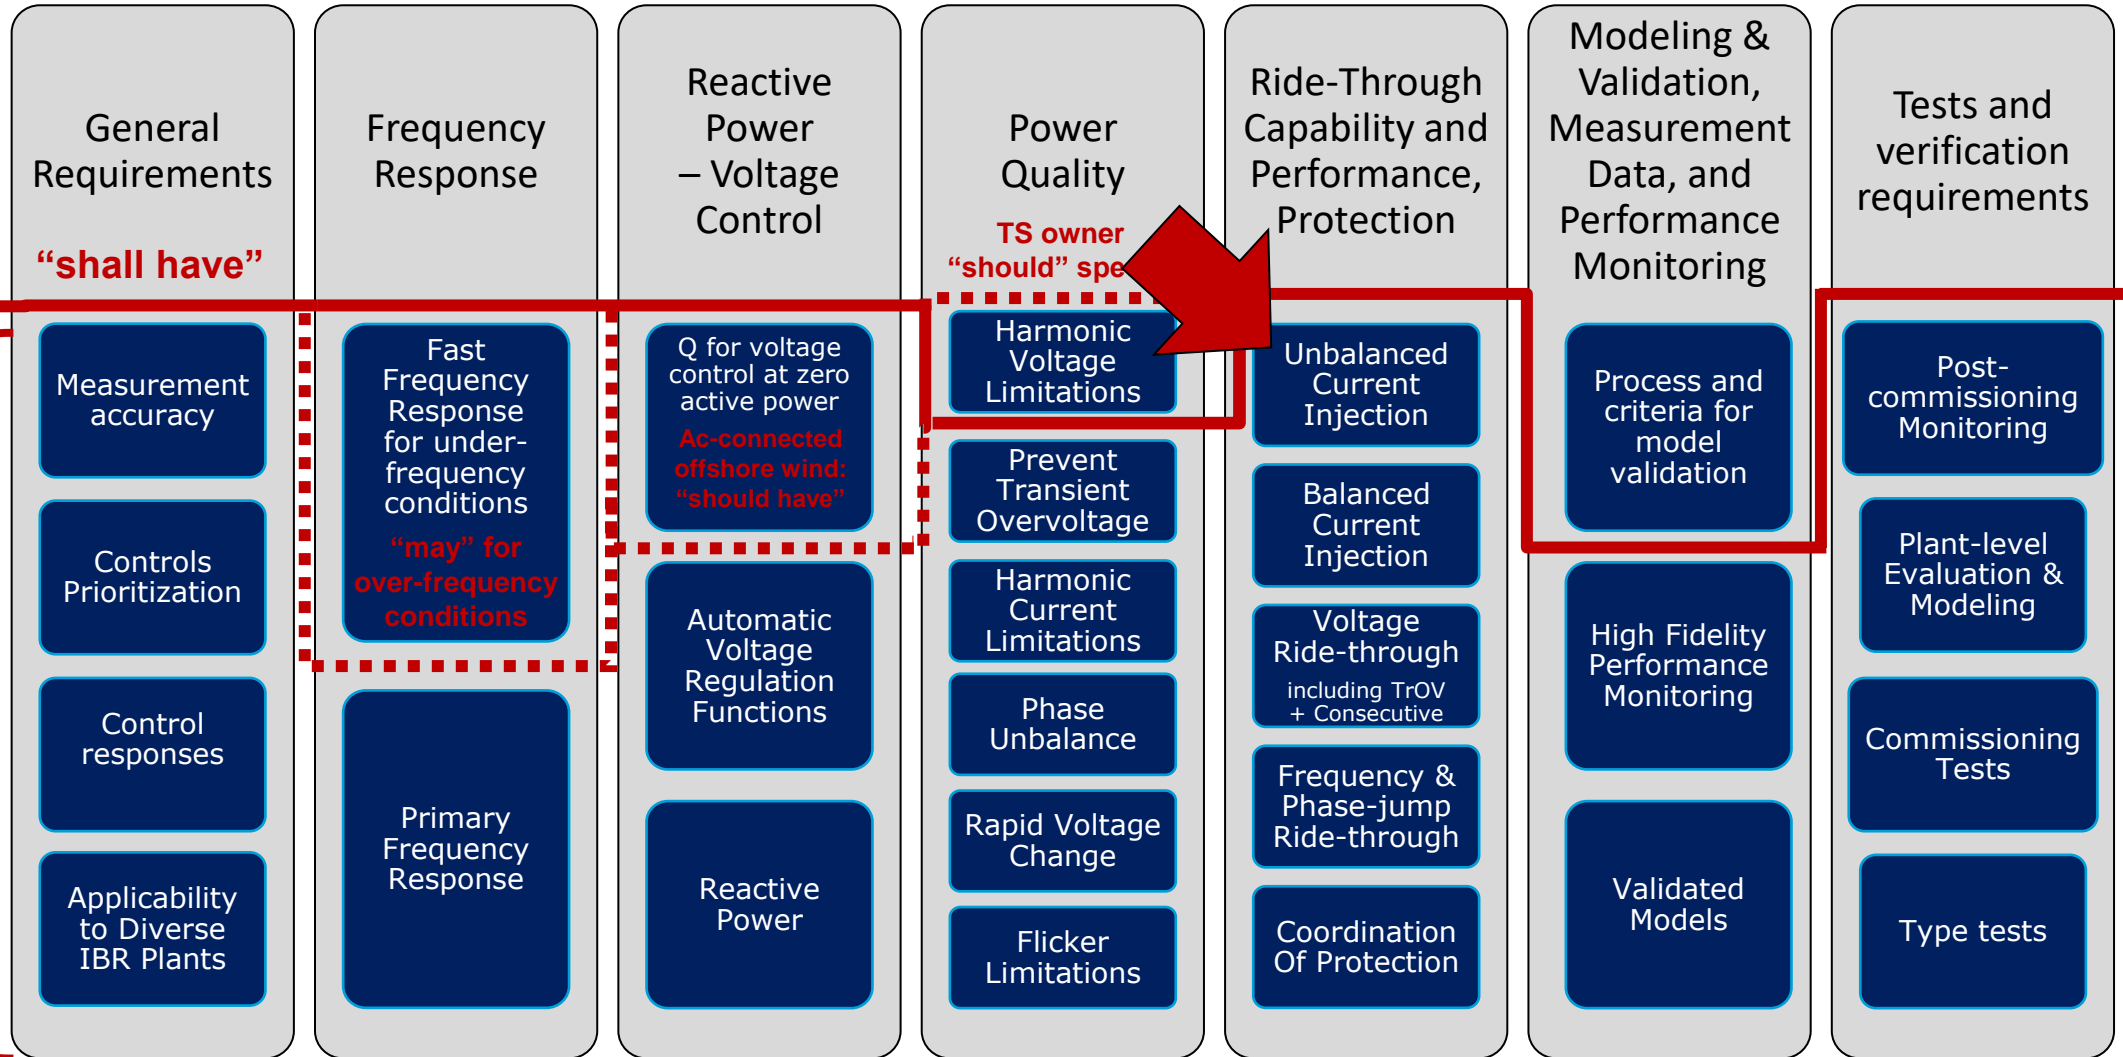 General
Requirements
“shall have”
Measurement
accuracy
Controls
Prioritization
Control
responses
Applicability
to Diverse
IBR Plants
Frequency
Response
Fast
Frequency
Response
for under-
frequency
conditions
“may” for
over-frequency
conditions
Primary
Frequency
Response
Reactive
Power
– Voltage
Control
Q for voltage
control at zero
active power
Ac-connected
offshore wind:
“should have”
Automatic
Voltage
Regulation
Functions
Reactive
Power
Power
Quality
TS owner
“should” spe
Harmonic
Voltage
Limitations
Prevent
Transient
Overvoltage
Harmonic
Current
Limitations
Phase
Unbalance
Rapid Voltage
Change
Flicker
Limitations
Ride-Through
Capability and
Performance,
Protection
Unbalanced
Current
Injection
Balanced
Current
Injection
Voltage
Ride-through
including TrOV
+ Consecutive
Frequency &
Phase-jump
Ride-through
Coordination
Of Protection
Modeling &
Validation,
Measurement
Data, and
Performance
Monitoring
Process and
criteria for
model
validation
High Fidelity
Performance
Monitoring
Validated
Models
Tests and
verification
requirements
Post-
commissioning
Monitoring
Plant-level
Evaluation &
Modeling
Commissioning
Tests
Type tests